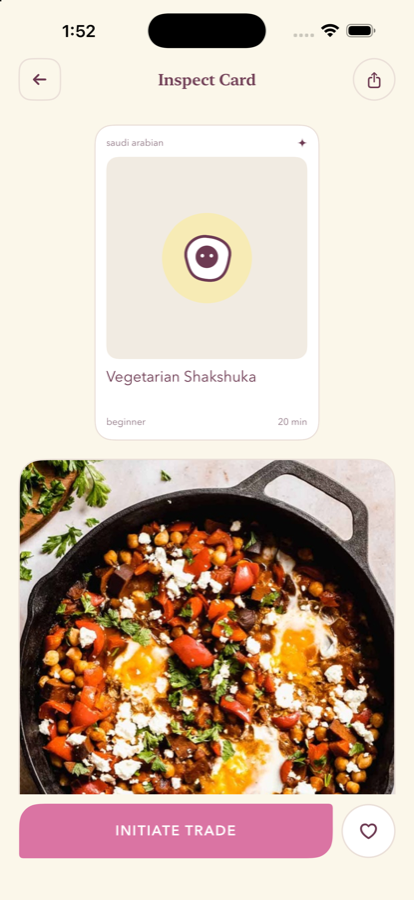 1:52
Inspect Card
saudi arabian
Vegetarian Shakshuka
beginner
20 min
INITIATE TRADE